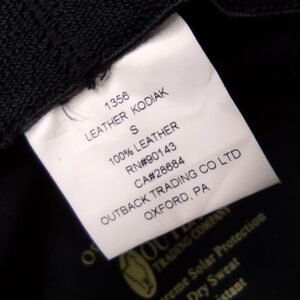 1356
LEATHER KODIAK
S
100% LEATHER
RN#90143
CA#28684
OUTBACK TRADING CO LTD
OXFORD, PA
TRADING COMPANY
Solar Protection
Dry Sweat